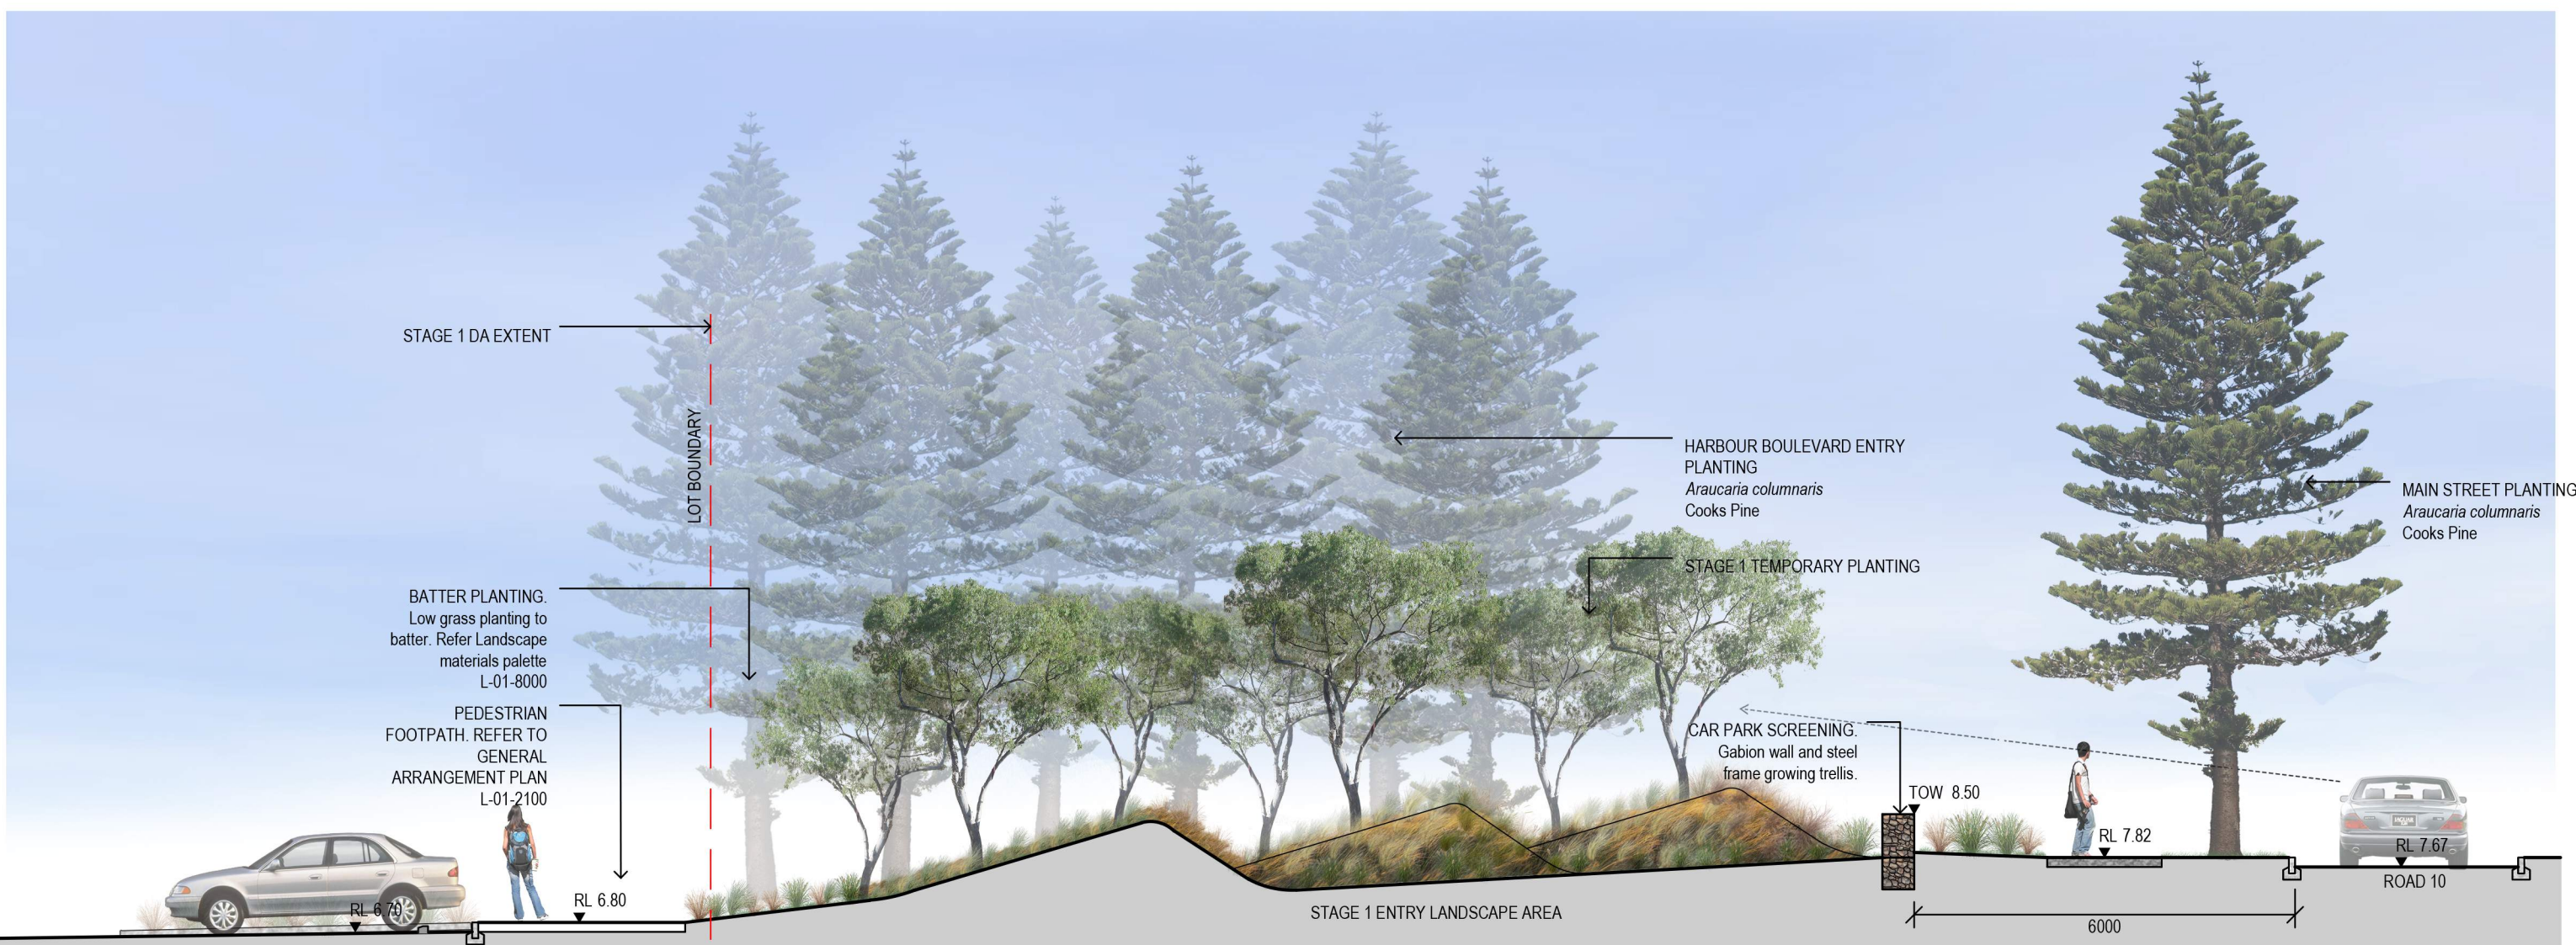 STAGE 1 DA EXTENT
LOT BOUNDARY
HARBOUR BOULEVARD ENTRY
PLANTING
Araucaria columnaris
Cooks Pine
MAIN STREET PLANTING
Araucaria columnaris
Cooks Pine
STAGE 1 TEMPORARY PLANTING
BATTER PLANTING.
Low grass planting to
batter. Refer Landscape
materials palette
L-01-8000
PEDESTRIAN
FOOTPATH. REFER TO
GENERAL
ARRANGEMENT PLAN
L-01-2100
CAR PARK SCREENING.
Gabion wall and steel
frame growing trellis.
TOW 8.50
RL 7.82
RL 7.67
ROAD 10
RL 6.80
RL 6.70
STAGE 1 ENTRY LANDSCAPE AREA
6000
JAGUAR